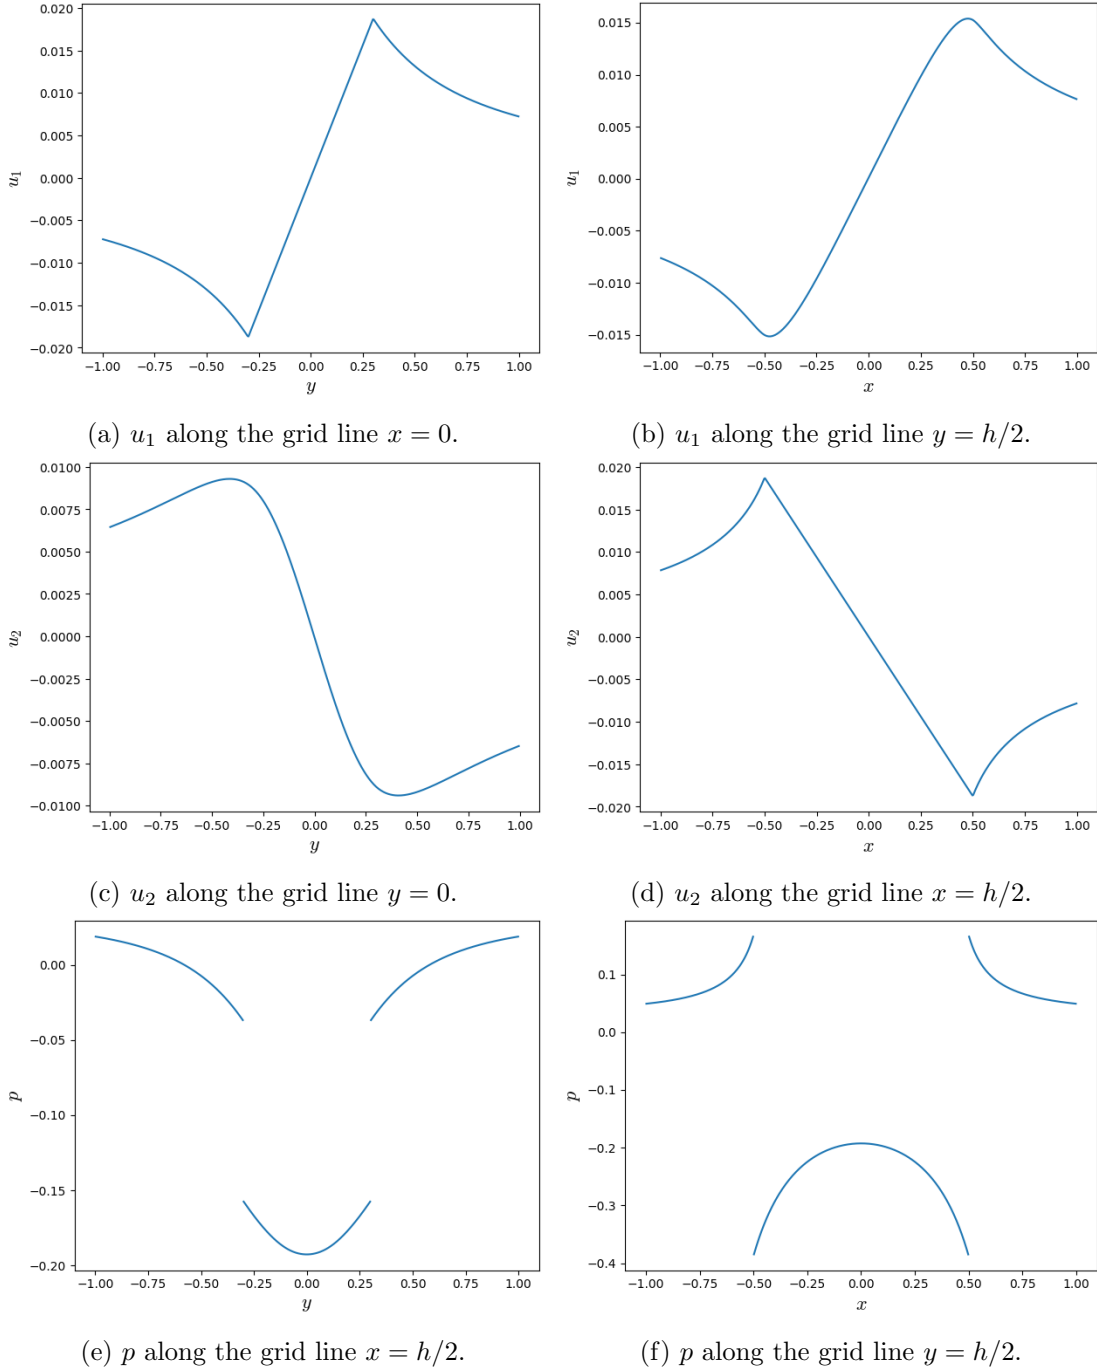 0.020
0.015
0.010
0.005
0.000
−0.005
−0.010
−0.015
−0.020
u₁
−1.00 −0.75 −0.50 −0.25 0.00 0.25 0.50 0.75 1.00
y
(a) u₁ along the grid line x = 0.
0.015
0.010
0.005
0.000
−0.005
−0.010
−0.015
u₁
−1.00 −0.75 −0.50 −0.25 0.00 0.25 0.50 0.75 1.00
x
(b) u₁ along the grid line y = h/2.
0.0100
0.0075
0.0050
0.0025
0.0000
−0.0025
−0.0050
−0.0075
−0.0100
u₂
−1.00 −0.75 −0.50 −0.25 0.00 0.25 0.50 0.75 1.00
y
(c) u₂ along the grid line y = 0.
0.020
0.015
0.010
0.005
0.000
−0.005
−0.010
−0.015
−0.020
u₂
−1.00 −0.75 −0.50 −0.25 0.00 0.25 0.50 0.75 1.00
x
(d) u₂ along the grid line x = h/2.
0.00
−0.05
−0.10
−0.15
−0.20
p
−1.00 −0.75 −0.50 −0.25 0.00 0.25 0.50 0.75 1.00
y
(e) p along the grid line x = h/2.
0.1
0.0
−0.1
−0.2
−0.3
−0.4
p
−1.00 −0.75 −0.50 −0.25 0.00 0.25 0.50 0.75 1.00
x
(f) p along the grid line y = h/2.